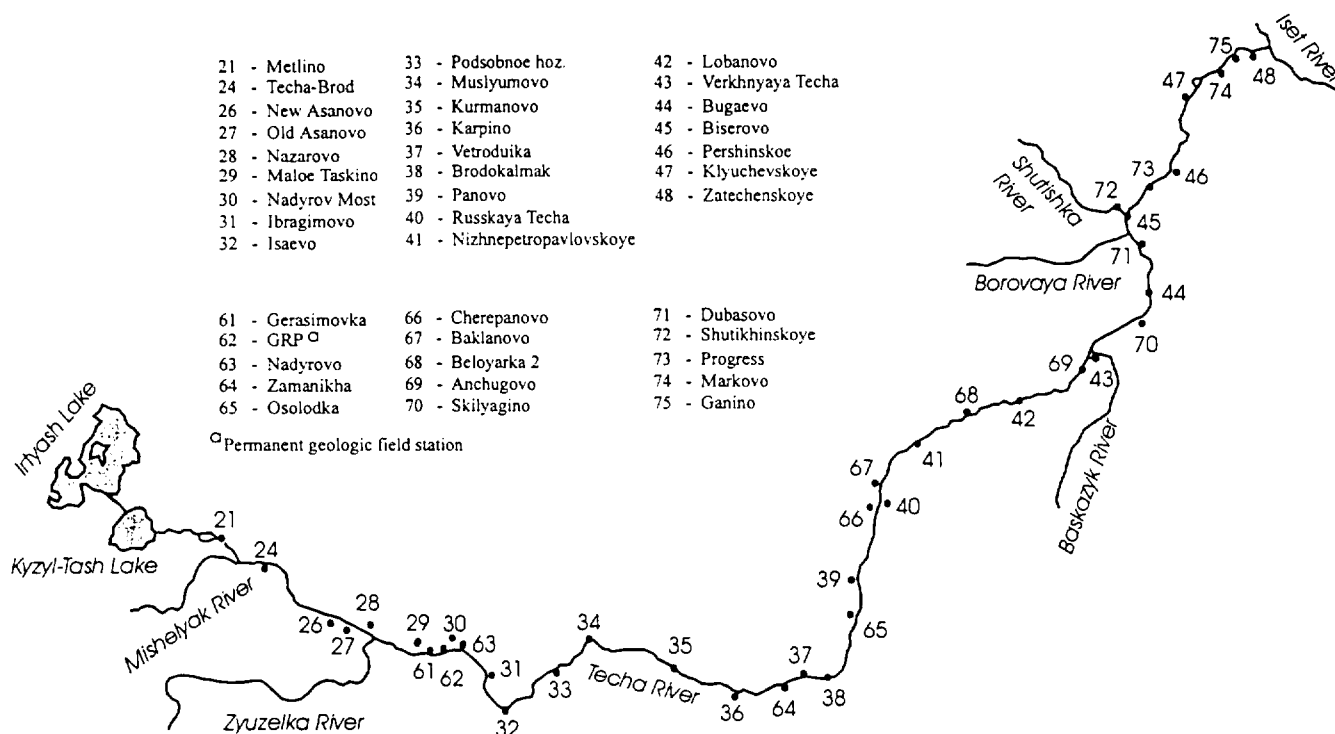 21 - Metlino
24 - Techa-Brod
26 - New Asanovo
27 - Old Asanovo
28 - Nazarovo
29 - Maloe Taskino
30 - Nadyrov Most
31 - Ibragimovo
32 - Isaevo
33 - Podsobnoe hoz.
34 - Muslyumovo
35 - Kurmanovo
36 - Karpino
37 - Vetroduika
38 - Brodokalmak
39 - Panovo
40 - Russkaya Techa
41 - Nizhnepetropavlovskoye
42 - Lobanovo
43 - Verkhnyaya Techa
44 - Bugaevo
45 - Biserovo
46 - Pershinskoe
47 - Klyuchevskoye
48 - Zatechenskoye
61 - Gerasimovka
62 - GRP a
63 - Nadyrovo
64 - Zamanikha
65 - Osolodka
66 - Cherepanovo
67 - Baklanovo
68 - Beloyarka 2
69 - Anchugovo
70 - Skilyagino
71 - Dubasovo
72 - Shutikhinskoye
73 - Progress
74 - Markovo
75 - Ganino
a Permanent geologic field station
Iset River
75
48
74
47
Shutishka
River
73
46
72
45
71
Borovaya River
44
70
69
43
68
42
Baskazyk River
41
67
40
66
39
65
Irtyash Lake
Kyzyl-Tash Lake
21
24
Mishelyak River
26
27
28
29
30
61
62
63
31
Zyuzelka River
32
33
34
Techa River
35
36
64
37
38